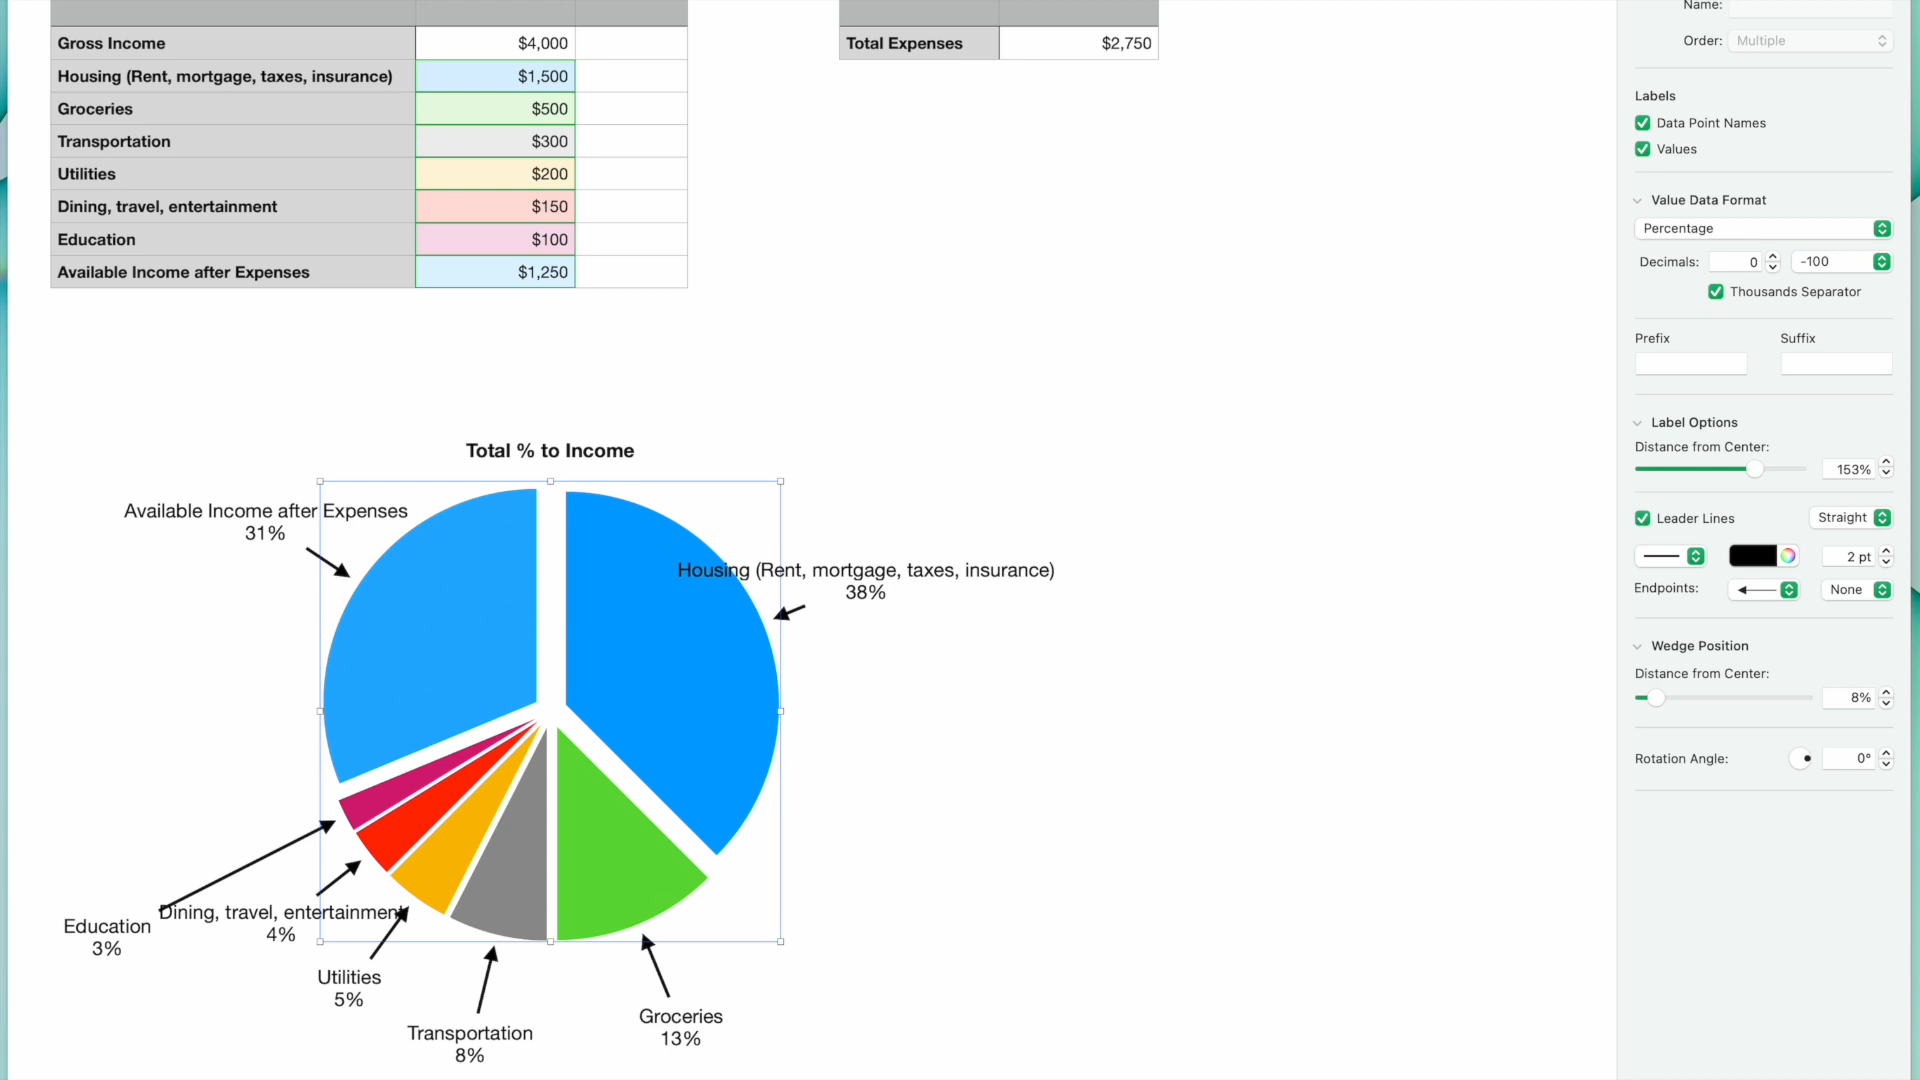 Gross Income $4,000
Housing (Rent, mortgage, taxes, insurance) $1,500
Groceries $500
Transportation $300
Utilities $200
Dining, travel, entertainment $150
Education $100
Available Income after Expenses $1,250
Total Expenses $2,750
Total % to Income
Available Income after Expenses
31%
Housing (Rent, mortgage, taxes, insurance)
38%
Education
3%
Dining, travel, entertainment
4%
Utilities
5%
Transportation
8%
Groceries
13%
Name:
Order: Multiple
Labels
Data Point Names
Values
Value Data Format
Percentage
Decimals: 0 -100
Thousands Separator
Prefix Suffix
Label Options
Distance from Center:
153%
Leader Lines Straight
2 pt
Endpoints: None
Wedge Position
Distance from Center:
8%
Rotation Angle: 0°